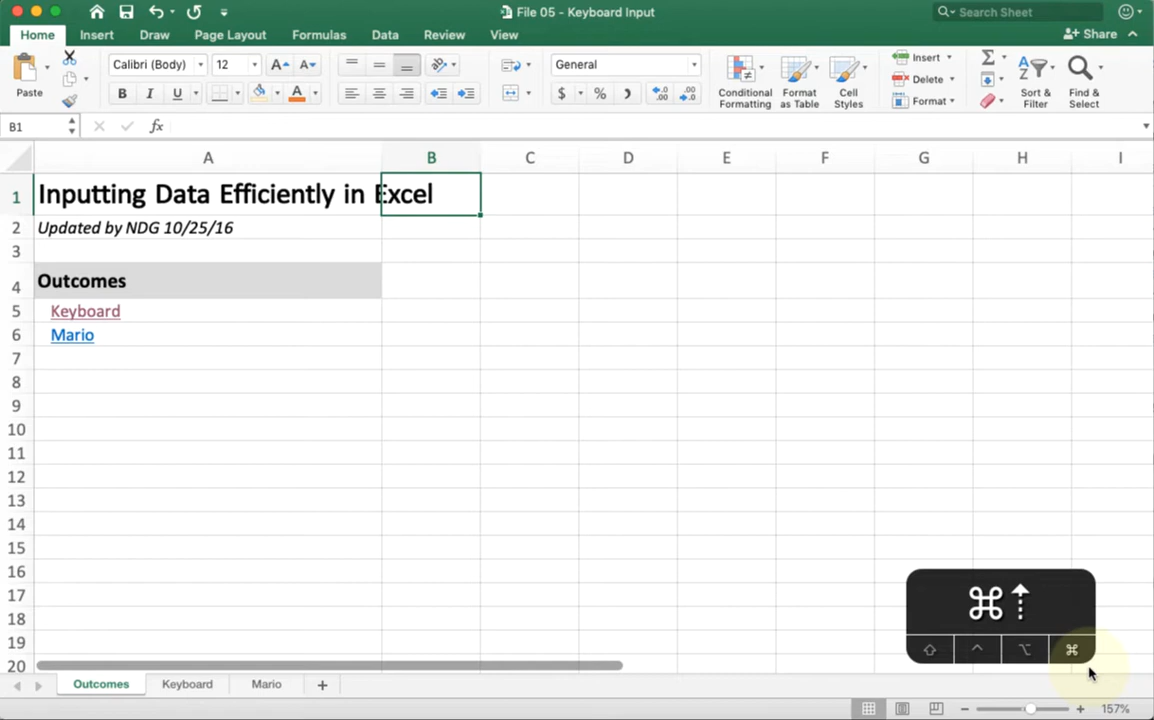 File 05 - Keyboard Input
Search Sheet
Home Insert Draw Page Layout Formulas Data Review View
Share
Paste
Calibri (Body) 12 A A
B I U A
General
$ % )
Conditional Formatting
Format as Table
Cell Styles
Insert
Delete
Format
Σ
A Z
Sort & Filter
Find & Select
B1 fx
A B C D E F G H I
1 Inputting Data Efficiently in Excel
2 Updated by NDG 10/25/16
3
4 Outcomes
5 Keyboard
6 Mario
7
8
9
10
11
12
13
14
15
16
17
18
19
20
⌘⇡
⇧ ^ ⌥ ⌘
Outcomes Keyboard Mario +
157%